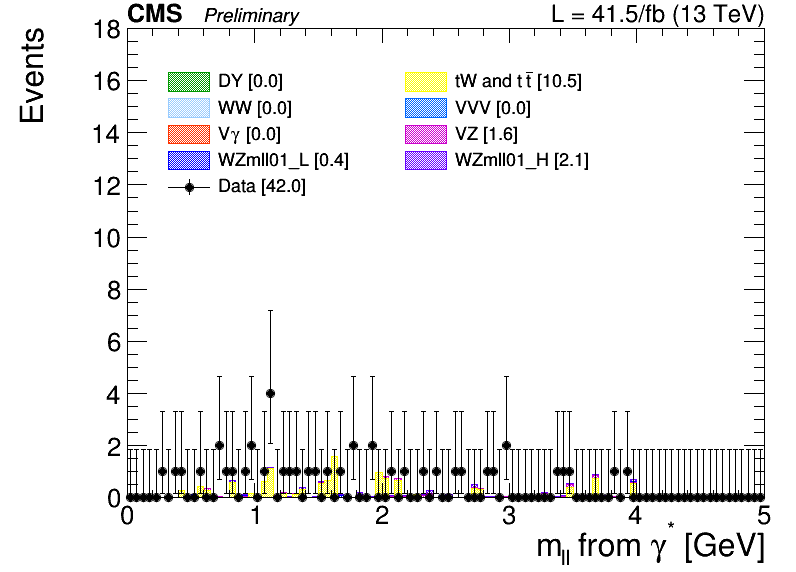 CMS Preliminary L = 41.5/fb (13 TeV)
Events
18
16
14
12
10
8
6
4
2
0
DY [0.0] tW and t t̄ [10.5]
WW [0.0] VVV [0.0]
Vγ [0.0] VZ [1.6]
WZmll01_L [0.4] WZmll01_H [2.1]
Data [42.0]
0 1 2 3 4 5
m_ll from γ* [GeV]